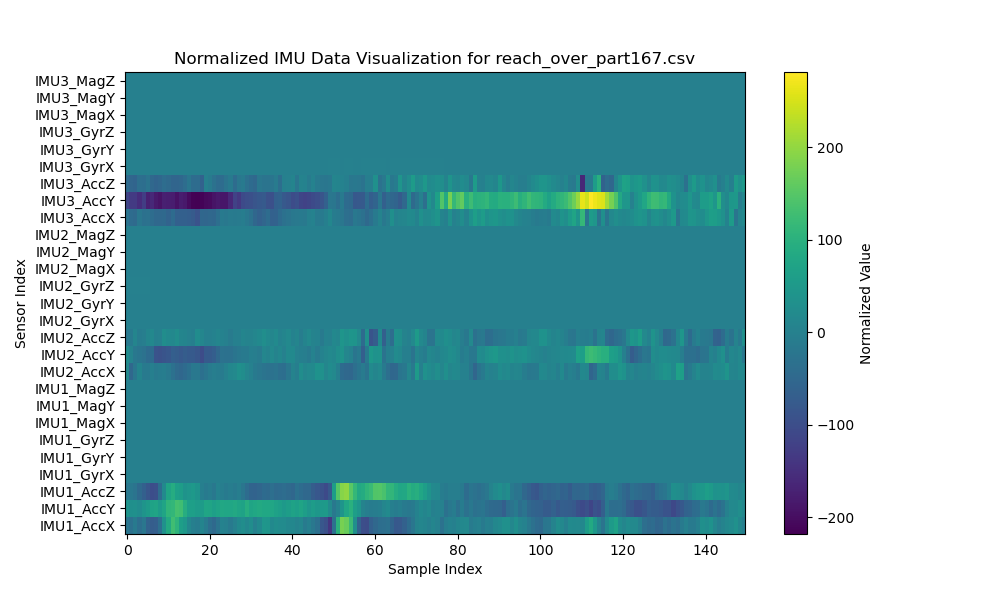 Normalized IMU Data Visualization for reach_over_part167.csv
IMU3_MagZ
IMU3_MagY
IMU3_MagX
IMU3_GyrZ
IMU3_GyrY
IMU3_GyrX
IMU3_AccZ
IMU3_AccY
IMU3_AccX
IMU2_MagZ
IMU2_MagY
IMU2_MagX
IMU2_GyrZ
IMU2_GyrY
IMU2_GyrX
IMU2_AccZ
IMU2_AccY
IMU2_AccX
IMU1_MagZ
IMU1_MagY
IMU1_MagX
IMU1_GyrZ
IMU1_GyrY
IMU1_GyrX
IMU1_AccZ
IMU1_AccY
IMU1_AccX
Sensor Index
0 20 40 60 80 100 120 140
Sample Index
200
100
0
−100
−200
Normalized Value